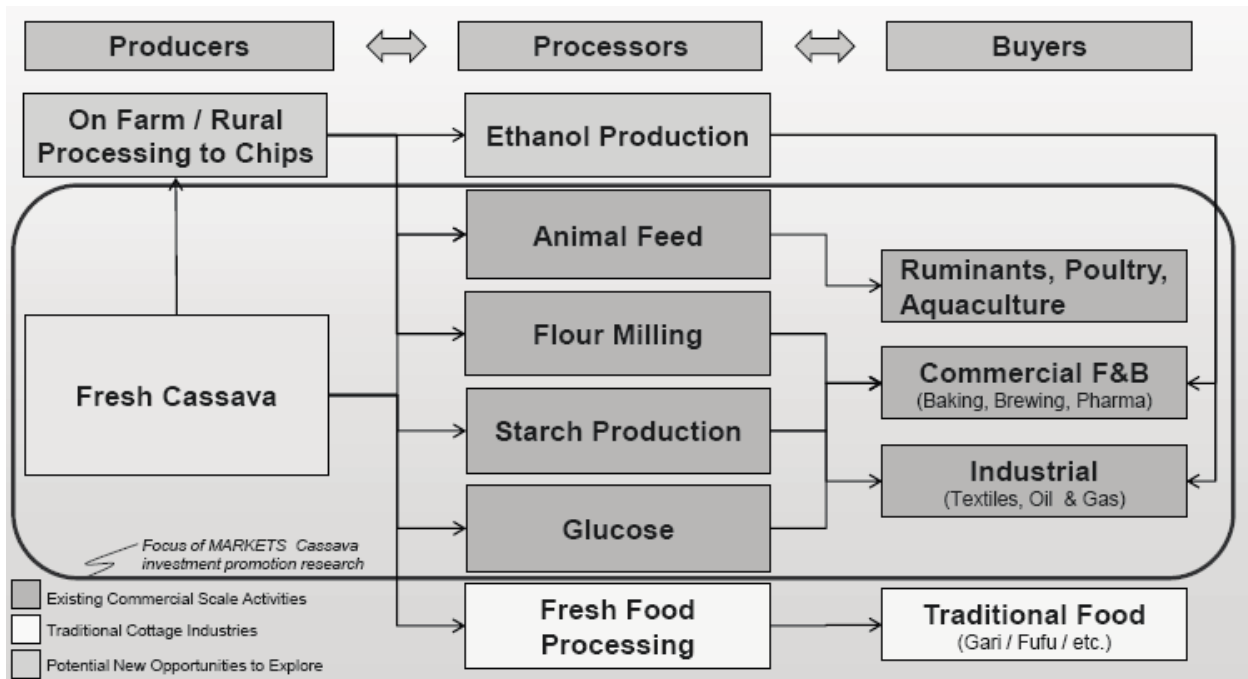 Producers
Processors
Buyers
On Farm / Rural
Processing to Chips
Ethanol Production
Animal Feed
Ruminants, Poultry,
Aquaculture
Fresh Cassava
Flour Milling
Commercial F&B
(Baking, Brewing, Pharma)
Starch Production
Industrial
(Textiles, Oil & Gas)
Glucose
Focus of MARKETS Cassava
investment promotion research
Fresh Food
Processing
Traditional Food
(Gari / Fufu / etc.)
Existing Commercial Scale Activities
Traditional Cottage Industries
Potential New Opportunities to Explore